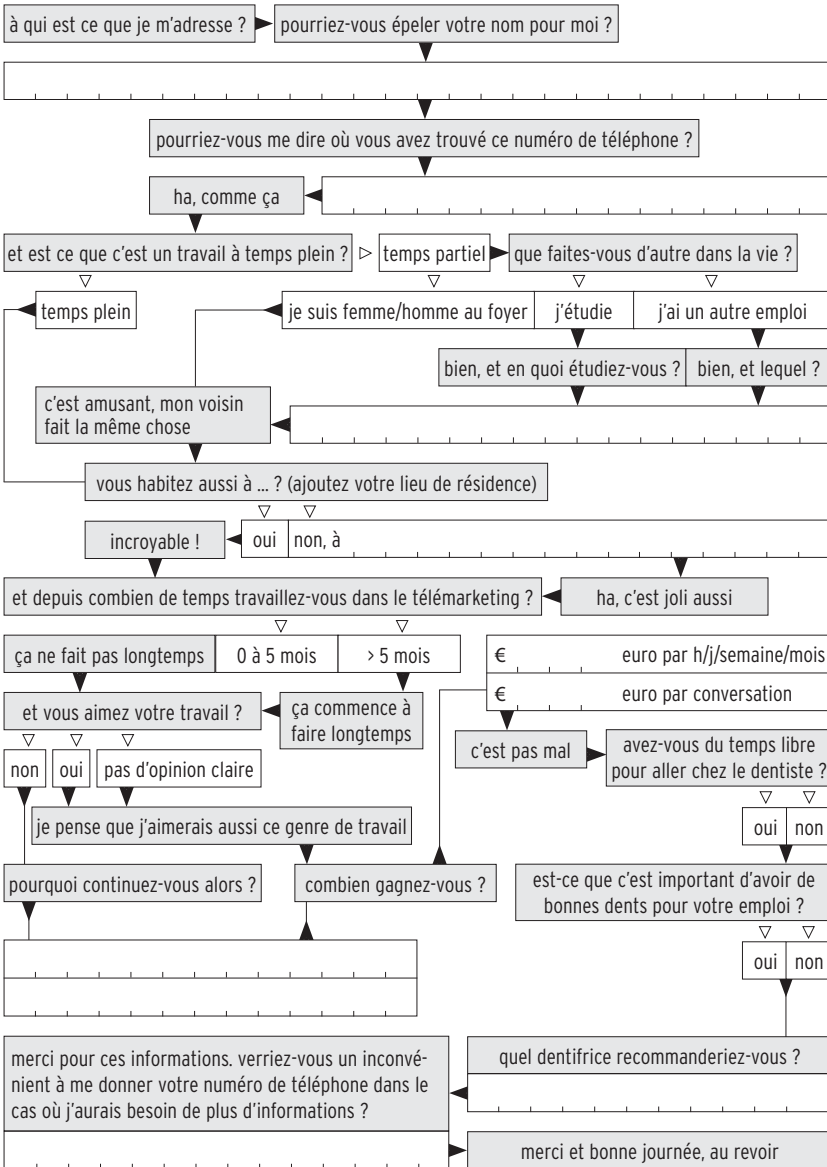 à qui est ce que je m'adresse ?
pourriez-vous épeler votre nom pour moi ?
pourriez-vous me dire où vous avez trouvé ce numéro de téléphone ?
ha, comme ça
et est ce que c'est un travail à temps plein ?
temps partiel
que faites-vous d'autre dans la vie ?
temps plein
je suis femme/homme au foyer
j'étudie
j'ai un autre emploi
bien, et en quoi étudiez-vous ?
bien, et lequel ?
c'est amusant, mon voisin
fait la même chose
vous habitez aussi à ... ? (ajoutez votre lieu de résidence)
incroyable !
oui
non, à
et depuis combien de temps travaillez-vous dans le télémarketing ?
ha, c'est joli aussi
ça ne fait pas longtemps
0 à 5 mois
> 5 mois
€ euro par h/j/semaine/mois
€ euro par conversation
et vous aimez votre travail ?
ça commence à
faire longtemps
c'est pas mal
avez-vous du temps libre
pour aller chez le dentiste ?
non
oui
pas d'opinion claire
oui
non
je pense que j'aimerais aussi ce genre de travail
pourquoi continuez-vous alors ?
combien gagnez-vous ?
est-ce que c'est important d'avoir de
bonnes dents pour votre emploi ?
oui
non
merci pour ces informations. verriez-vous un inconvé-
nient à me donner votre numéro de téléphone dans le
cas où j'aurais besoin de plus d'informations ?
quel dentifrice recommanderiez-vous ?
merci et bonne journée, au revoir